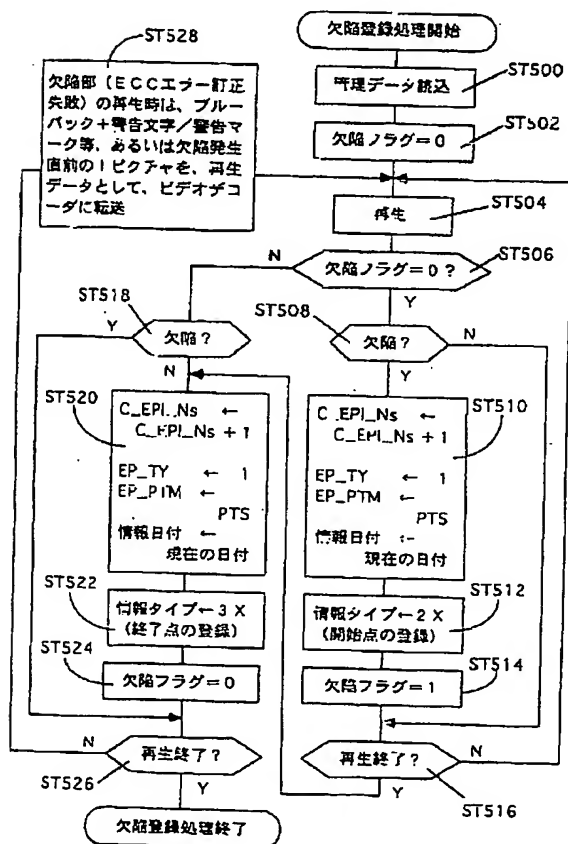 ST528
欠陥部（ECCエラー訂正
失敗）の再生時は、ブルー
バック＋警告文字／警告マ
ーク等、あるいは欠陥発生
直前のIピクチャを、再生
データとして、ビデオデコ
ーダに転送
欠陥登録処理開始
ST500
管理データ読込
ST502
欠陥フラグ＝0
ST504
再生
ST506
欠陥フラグ＝0？
N
Y
ST518
Y
欠陥？
N
ST508
欠陥？
N
Y
ST520
C_EPI_Ns ←
C_EPI_Ns + 1
EP_TY ← 1
EP_PTM ←
PTS
情報日付 ←
現在の日付
ST510
C_EPI_Ns ←
C_EPI_Ns + 1
EP_TY ← 1
EP_PTM ←
PTS
情報日付 ←
現在の日付
ST522
情報タイプ←3X
(終了点の登録)
ST512
情報タイプ←2X
(開始点の登録)
ST524
欠陥フラグ＝0
ST514
欠陥フラグ＝1
N
再生終了？
ST526
Y
再生終了？
Y
ST516
欠陥登録処理終了